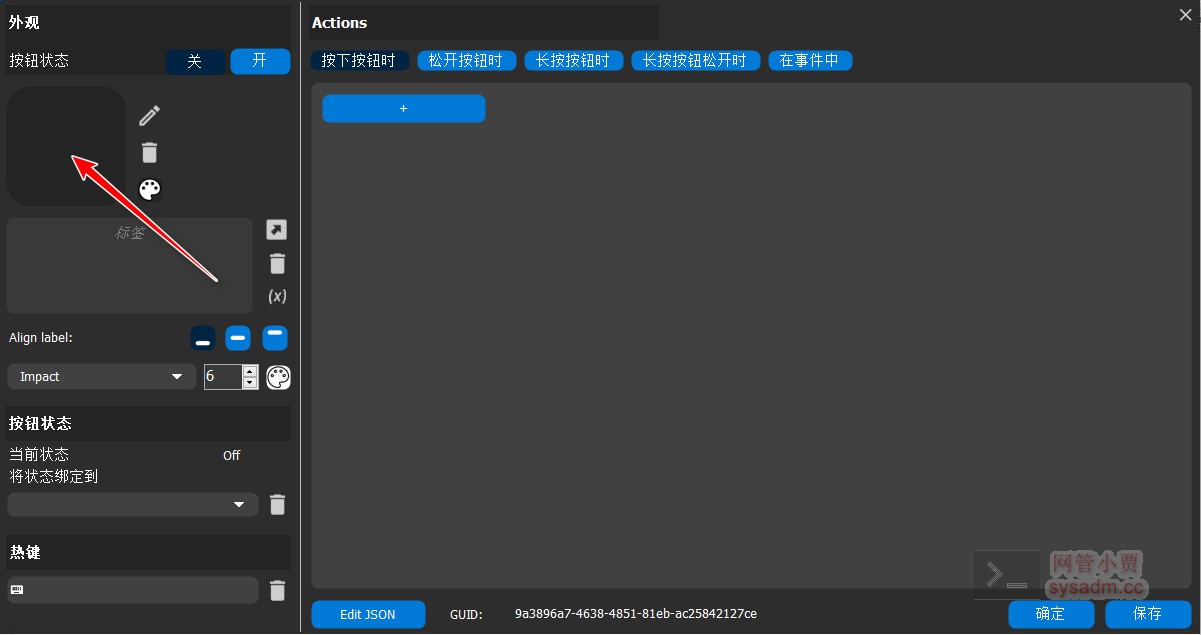 外观
按钮状态
关
开
标签
(x)
Align label:
Impact
6
按钮状态
当前状态
Off
将状态绑定到
热键
Actions
按下按钮时
松开按钮时
长按按钮时
长按按钮松开时
在事件中
+
Edit JSON
GUID:
9a3896a7-4638-4851-81eb-ac25842127ce
网管小贾
sysadm.cc
确定
保存